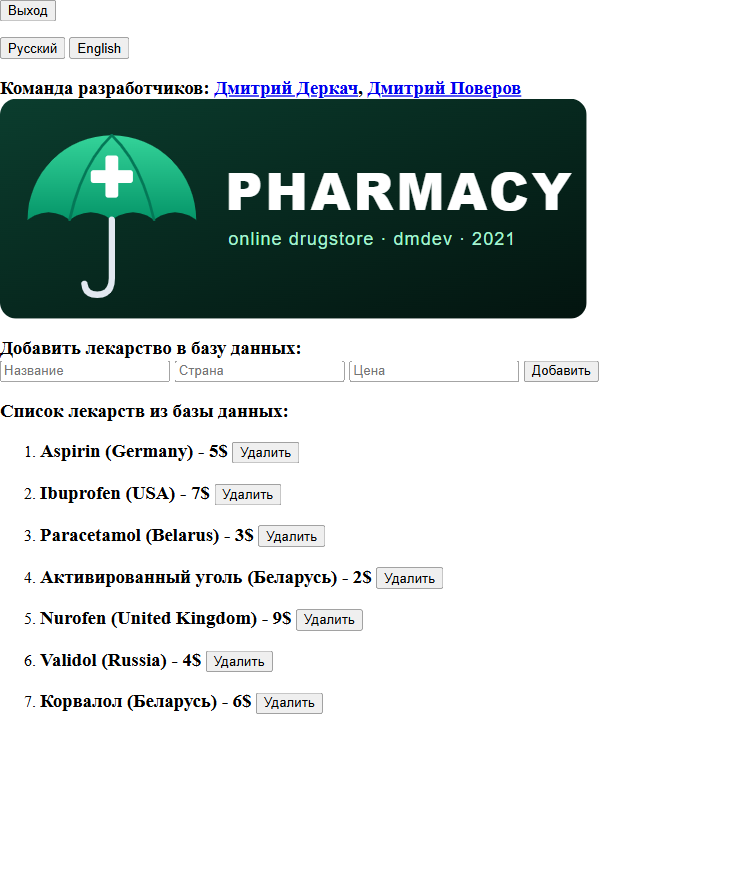 Выход
Русский English
Команда разработчиков: Дмитрий Деркач, Дмитрий Поверов
PHARMACY
online drugstore · dmdev · 2021
Добавить лекарство в базу данных:
Название Страна Цена Добавить
Список лекарств из базы данных:
1. Aspirin (Germany) - 5$ Удалить
2. Ibuprofen (USA) - 7$ Удалить
3. Paracetamol (Belarus) - 3$ Удалить
4. Активированный уголь (Беларусь) - 2$ Удалить
5. Nurofen (United Kingdom) - 9$ Удалить
6. Validol (Russia) - 4$ Удалить
7. Корвалол (Беларусь) - 6$ Удалить